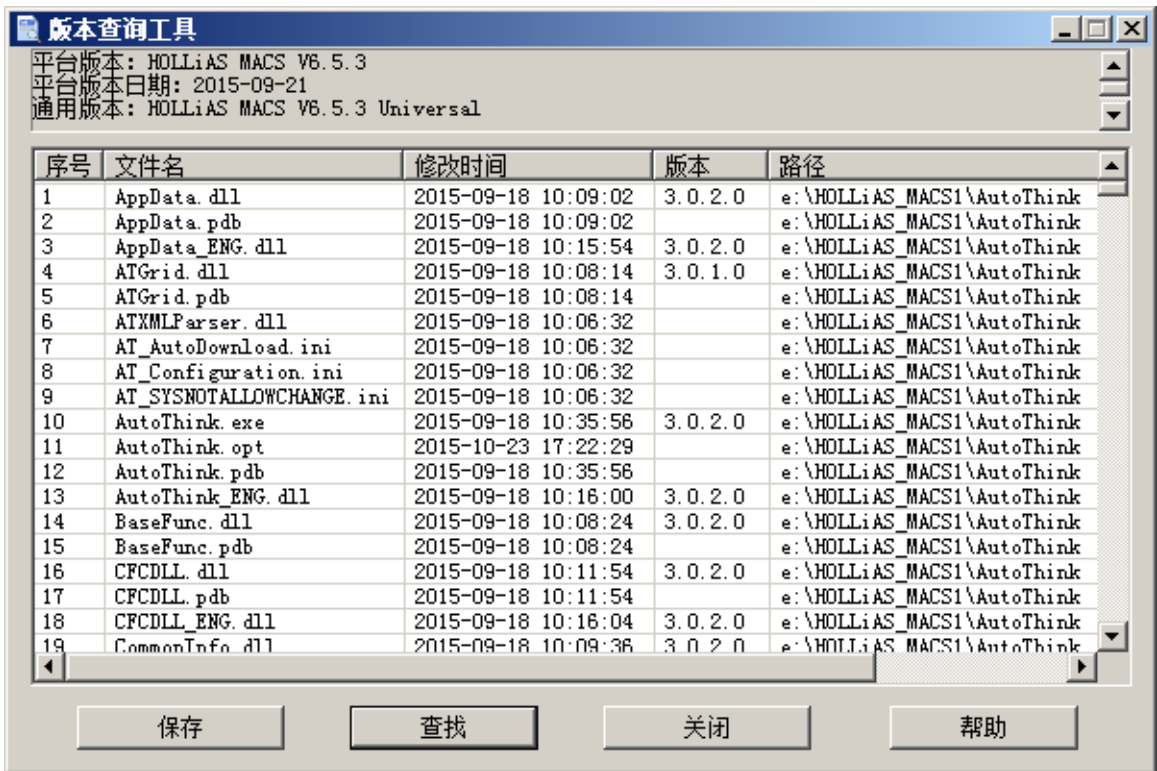 版本查询工具
平台版本: HOLLiAS MACS V6.5.3
平台版本日期: 2015-09-21
通用版本: HOLLiAS MACS V6.5.3 Universal
序号 文件名 修改时间 版本 路径
1 AppData.dll 2015-09-18 10:09:02 3.0.2.0 e:\HOLLiAS_MACS1\AutoThink
2 AppData.pdb 2015-09-18 10:09:02 e:\HOLLiAS_MACS1\AutoThink
3 AppData_ENG.dll 2015-09-18 10:15:54 3.0.2.0 e:\HOLLiAS_MACS1\AutoThink
4 ATGrid.dll 2015-09-18 10:08:14 3.0.1.0 e:\HOLLiAS_MACS1\AutoThink
5 ATGrid.pdb 2015-09-18 10:08:14 e:\HOLLiAS_MACS1\AutoThink
6 ATXMLParser.dll 2015-09-18 10:06:32 e:\HOLLiAS_MACS1\AutoThink
7 AT_AutoDownload.ini 2015-09-18 10:06:32 e:\HOLLiAS_MACS1\AutoThink
8 AT_Configuration.ini 2015-09-18 10:06:32 e:\HOLLiAS_MACS1\AutoThink
9 AT_SYSNOTALLOWCHANGE.ini 2015-09-18 10:06:32 e:\HOLLiAS_MACS1\AutoThink
10 AutoThink.exe 2015-09-18 10:35:56 3.0.2.0 e:\HOLLiAS_MACS1\AutoThink
11 AutoThink.opt 2015-10-23 17:22:29 e:\HOLLiAS_MACS1\AutoThink
12 AutoThink.pdb 2015-09-18 10:35:56 e:\HOLLiAS_MACS1\AutoThink
13 AutoThink_ENG.dll 2015-09-18 10:16:00 3.0.2.0 e:\HOLLiAS_MACS1\AutoThink
14 BaseFunc.dll 2015-09-18 10:08:24 3.0.2.0 e:\HOLLiAS_MACS1\AutoThink
15 BaseFunc.pdb 2015-09-18 10:08:24 e:\HOLLiAS_MACS1\AutoThink
16 CFCDLL.dll 2015-09-18 10:11:54 3.0.2.0 e:\HOLLiAS_MACS1\AutoThink
17 CFCDLL.pdb 2015-09-18 10:11:54 e:\HOLLiAS_MACS1\AutoThink
18 CFCDLL_ENG.dll 2015-09-18 10:16:04 3.0.2.0 e:\HOLLiAS_MACS1\AutoThink
19 CommonInfo.dll 2015-09-18 10:09:36 3.0.2.0 e:\HOLLiAS_MACS1\AutoThink
保存 查找 关闭 帮助